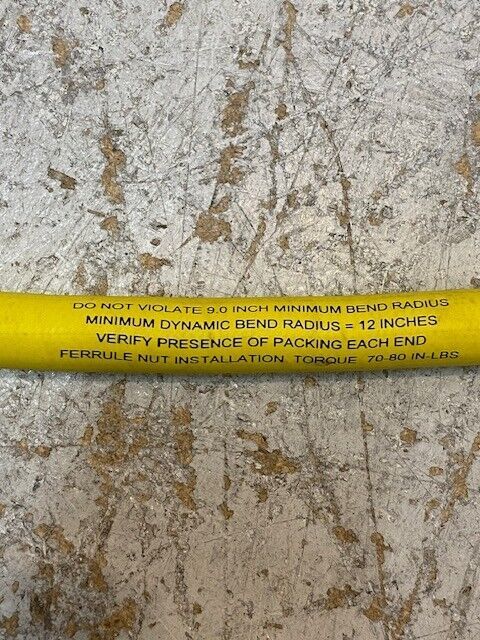 DO NOT VIOLATE 9.0 INCH MINIMUM BEND RADIUS
MINIMUM DYNAMIC BEND RADIUS = 12 INCHES
VERIFY PRESENCE OF PACKING EACH END
FERRULE NUT INSTALLATION TORQUE 70-80 IN-LBS